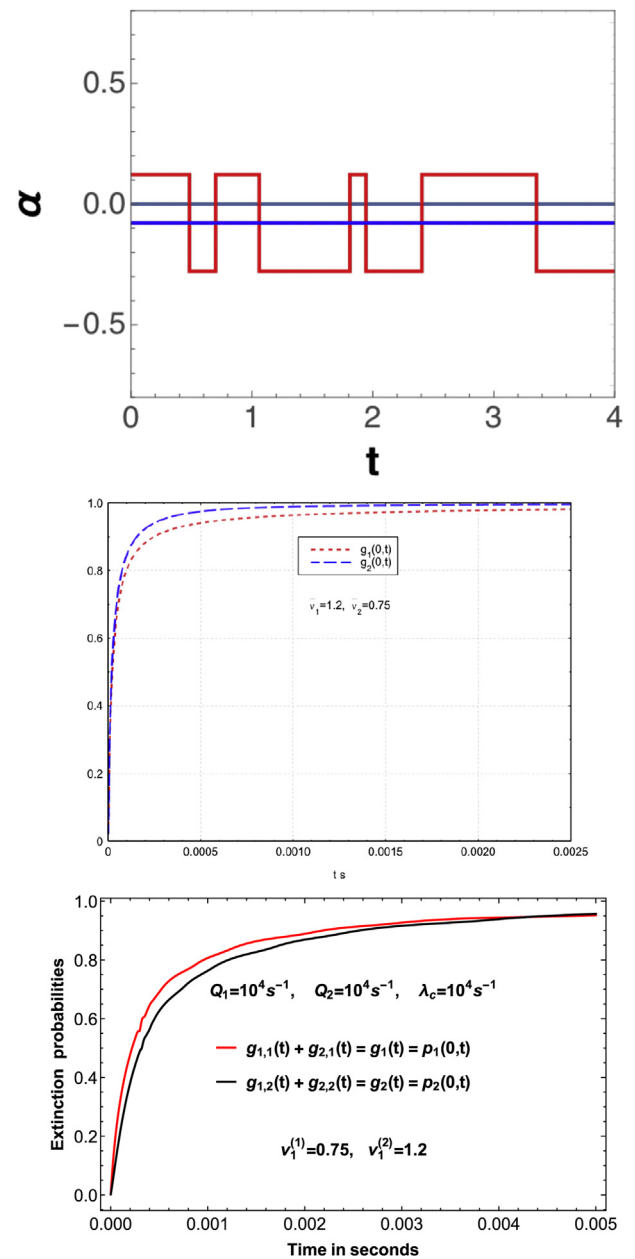 0.5
0.0
−0.5
α
0 1 2 3 4
t
1.0
0.8
0.6
0.4
0.2
0
g₁(0,t)
g₂(0,t)
v̅₁=1.2, v̅₂=0.75
0 0.0005 0.0010 0.0015 0.0020 0.0025
t s
1.0
0.8
0.6
0.4
0.2
0.0
Extinction probabilities
Q₁=10⁴s⁻¹, Q₂=10⁴s⁻¹, λ_c=10⁴s⁻¹
g₁,₁(t) + g₂,₁(t) = g₁(t) = p₁(0,t)
g₁,₂(t) + g₂,₂(t) = g₂(t) = p₂(0,t)
v₁⁽¹⁾=0.75, v₁⁽²⁾=1.2
0.000 0.001 0.002 0.003 0.004 0.005
Time in seconds